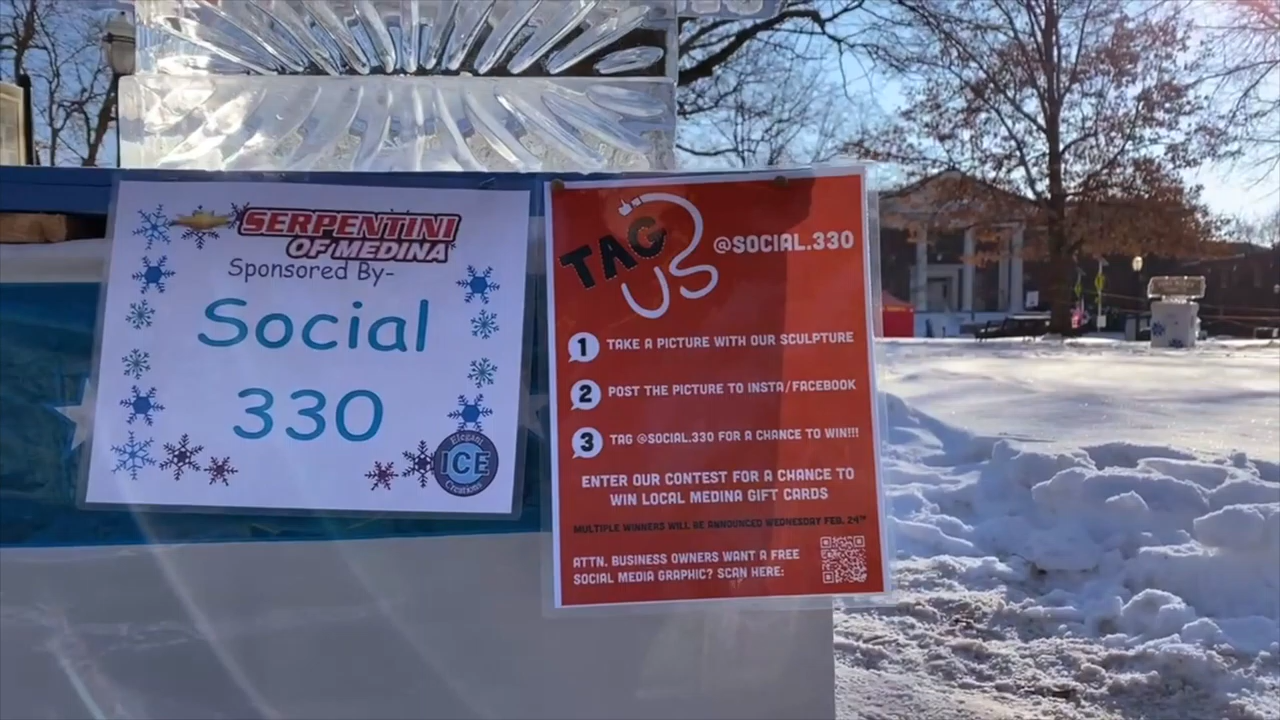 SERPENTINI
OF MEDINA
Sponsored By-
Social
330
Elegant
ICE
Creations
TAG
US
@SOCIAL.330
1 TAKE A PICTURE WITH OUR SCULPTURE
2 POST THE PICTURE TO INSTA/FACEBOOK
3 TAG @SOCIAL.330 FOR A CHANCE TO WIN!!!
ENTER OUR CONTEST FOR A CHANCE TO
WIN LOCAL MEDINA GIFT CARDS
MULTIPLE WINNERS WILL BE ANNOUNCED WEDNESDAY FEB. 24TH
ATTN. BUSINESS OWNERS WANT A FREE
SOCIAL MEDIA GRAPHIC? SCAN HERE: